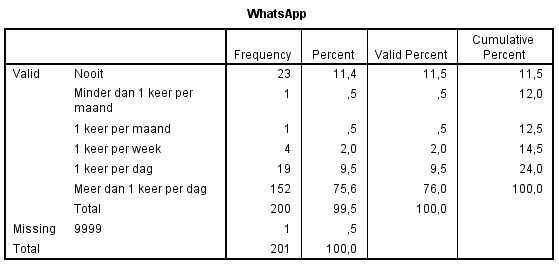 WhatsApp
Frequency Percent Valid Percent Cumulative Percent
Valid Nooit 23 11,4 11,5 11,5
Minder dan 1 keer per maand 1 ,5 ,5 12,0
1 keer per maand 1 ,5 ,5 12,5
1 keer per week 4 2,0 2,0 14,5
1 keer per dag 19 9,5 9,5 24,0
Meer dan 1 keer per dag 152 75,6 76,0 100,0
Total 200 99,5 100,0
Missing 9999 1 ,5
Total 201 100,0